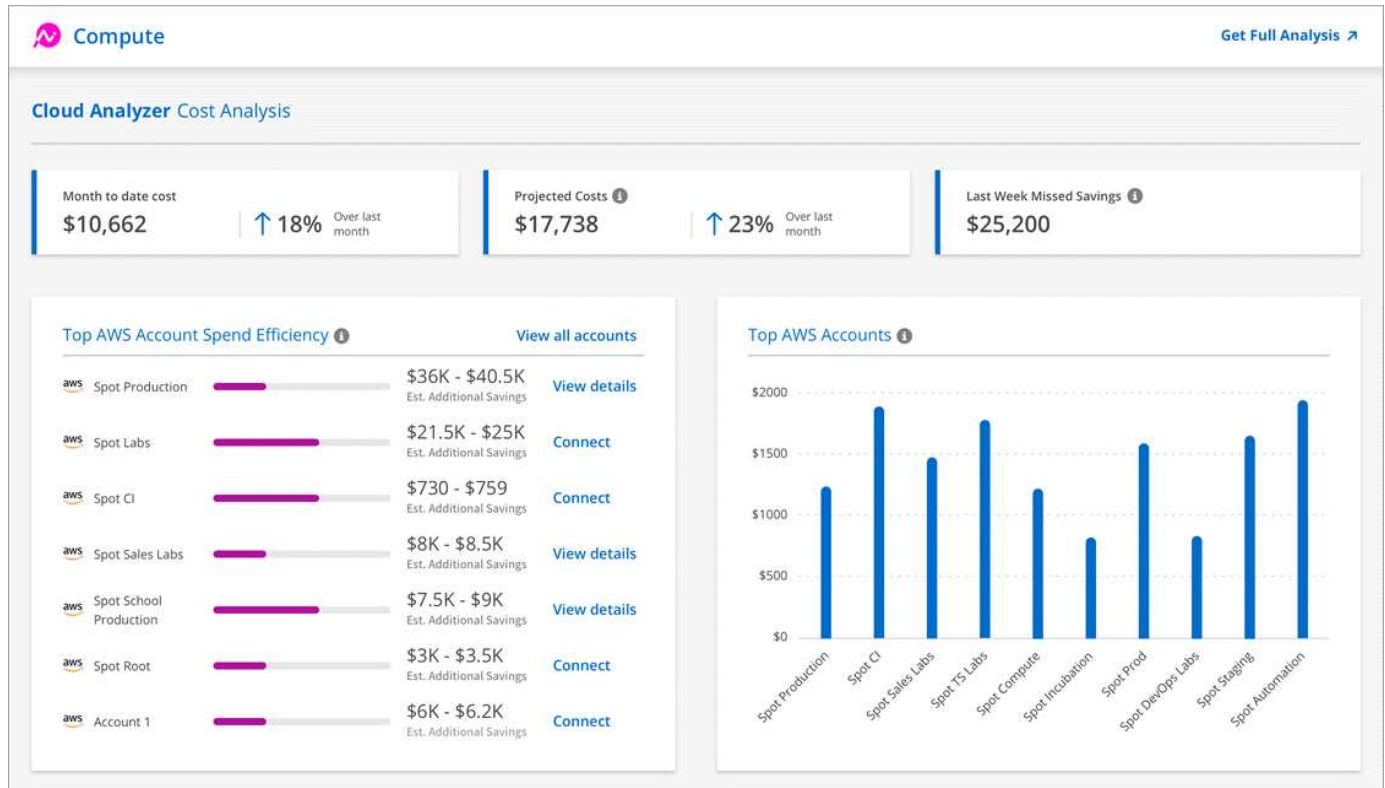 Compute
Get Full Analysis
Cloud Analyzer Cost Analysis
Month to date cost
$10,662
18%
Over last
month
Projected Costs
$17,738
23%
Over last
month
Last Week Missed Savings
$25,200
Top AWS Account Spend Efficiency
View all accounts
aws Spot Production $36K - $40.5K View details
Est. Additional Savings
aws Spot Labs $21.5K - $25K Connect
Est. Additional Savings
aws Spot CI $730 - $759 Connect
Est. Additional Savings
aws Spot Sales Labs $8K - $8.5K View details
Est. Additional Savings
aws Spot School
Production
$7.5K - $9K View details
Est. Additional Savings
aws Spot Root $3K - $3.5K Connect
Est. Additional Savings
aws Account 1 $6K - $6.2K Connect
Est. Additional Savings
Top AWS Accounts
$2000
$1500
$1000
$500
$0
Spot Production
Spot CI
Spot Sales Labs
Spot TS Labs
Spot Compute
Spot Incubation
Spot Prod
Spot DevOps Labs
Spot Staging
Spot Automation